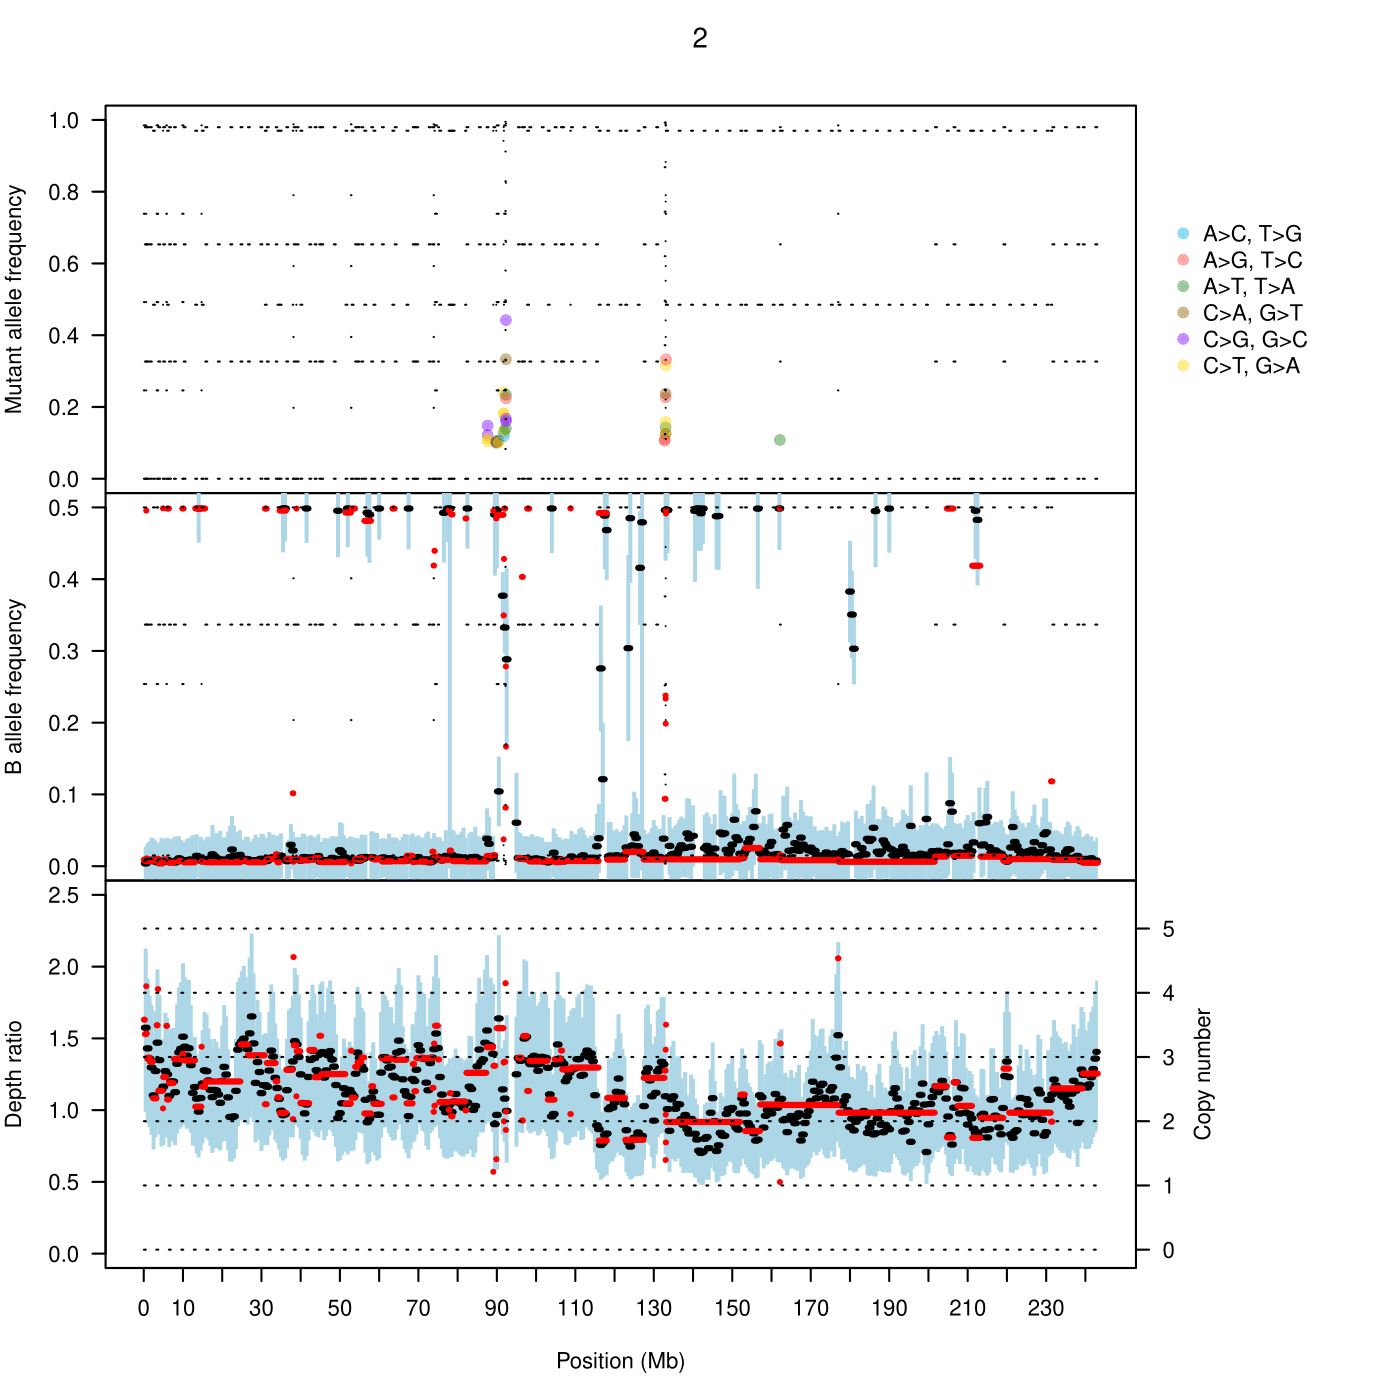 2
Mutant allele frequency
1.0
0.8
0.6
0.4
0.2
0.0
A>C, T>G
A>G, T>C
A>T, T>A
C>A, G>T
C>G, G>C
C>T, G>A
B allele frequency
0.5
0.4
0.3
0.2
0.1
0.0
Depth ratio
2.5
2.0
1.5
1.0
0.5
0.0
5
4
3
2
1
0
Copy number
0 10 30 50 70 90 110 130 150 170 190 210 230
Position (Mb)